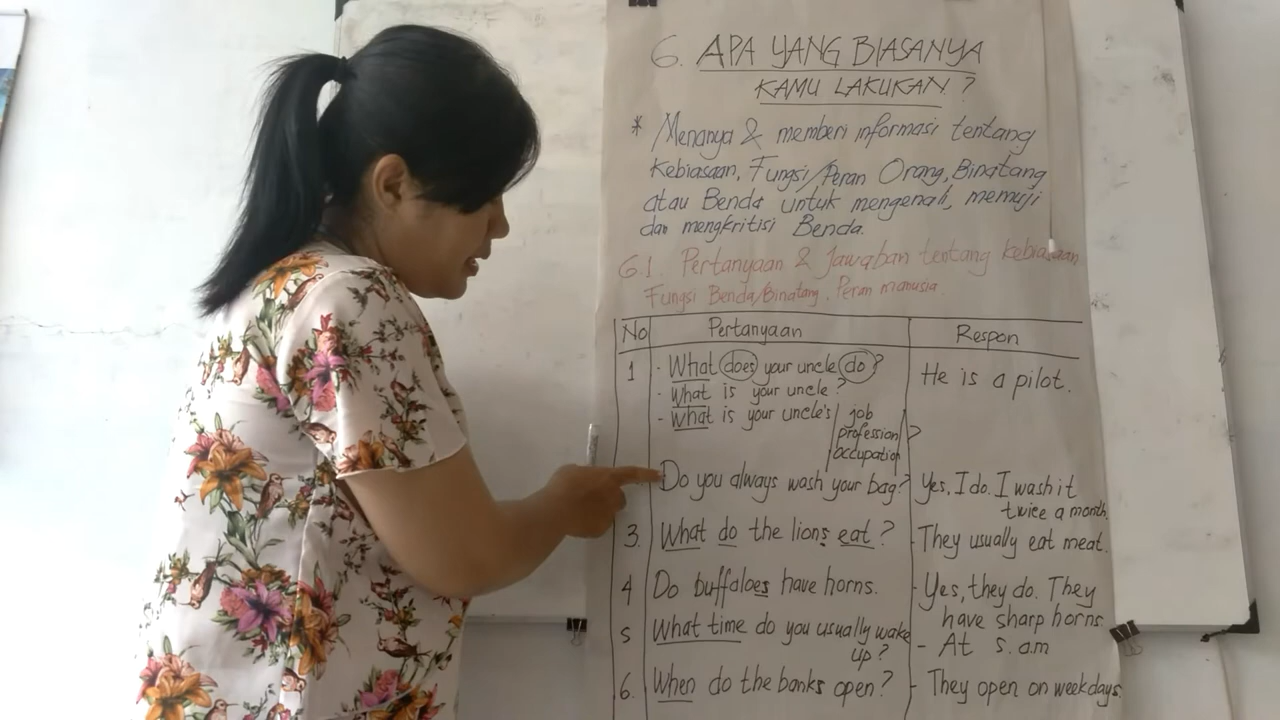 6. APA YANG BIASANYA
KAMU LAKUKAN ?
* Menanya & memberi informasi tentang
Kebiasaan, Fungsi/Peran Orang, Binatang
atau Benda untuk mengenali, memuji
dan mengkritisi Benda.
6.1. Pertanyaan & Jawaban tentang kebiasaan
Fungsi Benda/Binatang, Peran manusia.
No Pertanyaan Respon
1 - What does your uncle do? He is a pilot.
- What is your uncle?
- What is your uncle's job
profession ?
occupation
Do you always wash your bag? Yes, I do. I wash it
twice a month.
3. What do the lions eat ? - They usually eat meat.
4 Do buffaloes have horns. - Yes, they do. They
have sharp horns.
5 What time do you usually wake - At 5. a.m
up?
6. When do the banks open? - They open on weekdays.